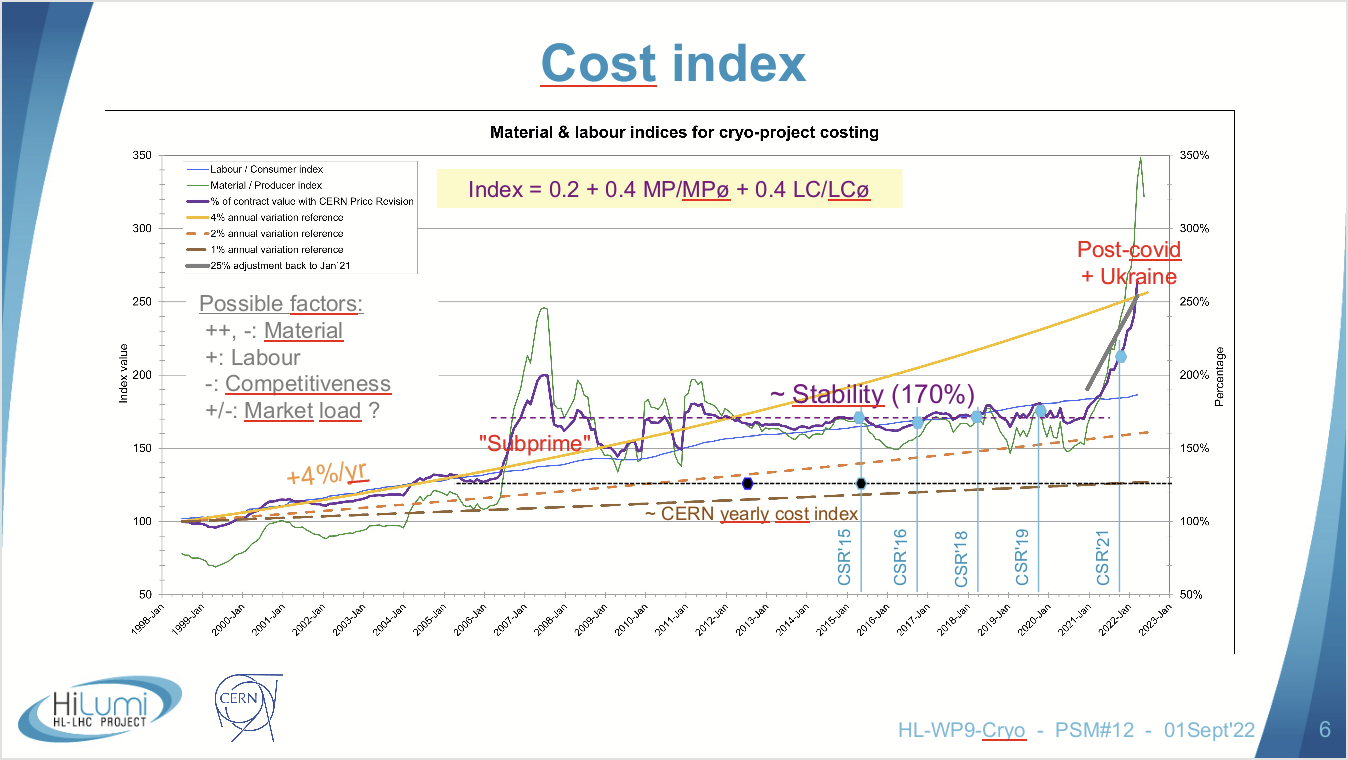 Cost index
Material & labour indices for cryo-project costing
350
300
250
200
150
100
50
Index value
350%
300%
250%
200%
150%
100%
50%
Percentage
Labour / Consumer index
Material / Producer index
% of contract value with CERN Price Revision
4% annual variation reference
2% annual variation reference
1% annual variation reference
25% adjustment back to Jan'21
Index = 0.2 + 0.4 MP/MPø + 0.4 LC/LCø
Post-covid
+ Ukraine
Possible factors:
++, -: Material
+: Labour
-: Competitiveness
+/-: Market load ?
~ Stability (170%)
"Subprime"
+4%/yr
~ CERN yearly cost index
CSR'15
CSR'16
CSR'18
CSR'19
CSR'21
1998-Jan
1999-Jan
2000-Jan
2001-Jan
2002-Jan
2003-Jan
2004-Jan
2005-Jan
2006-Jan
2007-Jan
2008-Jan
2009-Jan
2010-Jan
2011-Jan
2012-Jan
2013-Jan
2014-Jan
2015-Jan
2016-Jan
2017-Jan
2018-Jan
2019-Jan
2020-Jan
2021-Jan
2022-Jan
2023-Jan
HiLumi
HL-LHC PROJECT
CERN
HL-WP9-Cryo - PSM#12 - 01Sept'22
6